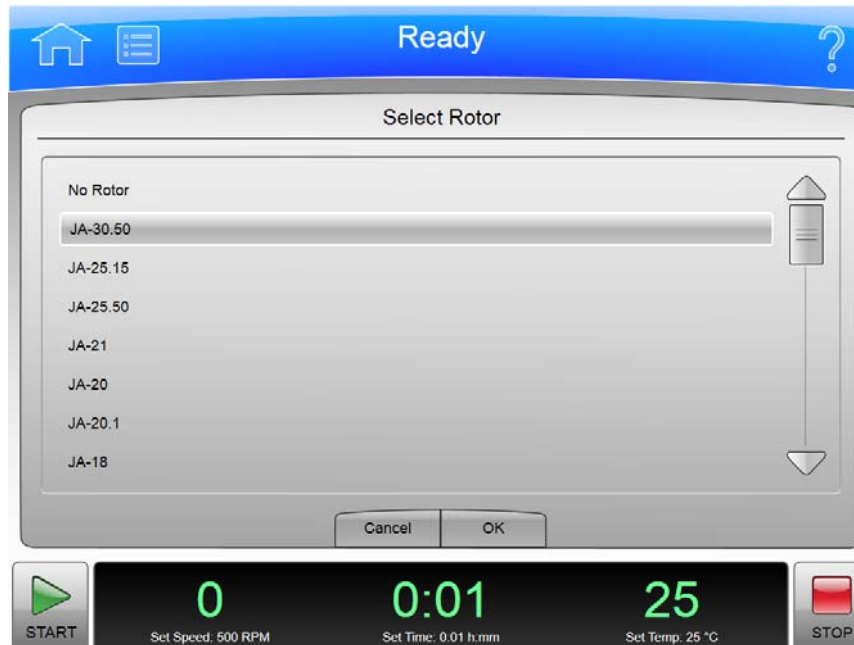 Ready
?
Select Rotor
No Rotor
JA-30.50
JA-25.15
JA-25.50
JA-21
JA-20
JA-20.1
JA-18
Cancel OK
0 0:01 25
START Set Speed: 500 RPM Set Time: 0:01 h:mm Set Temp: 25 °C STOP